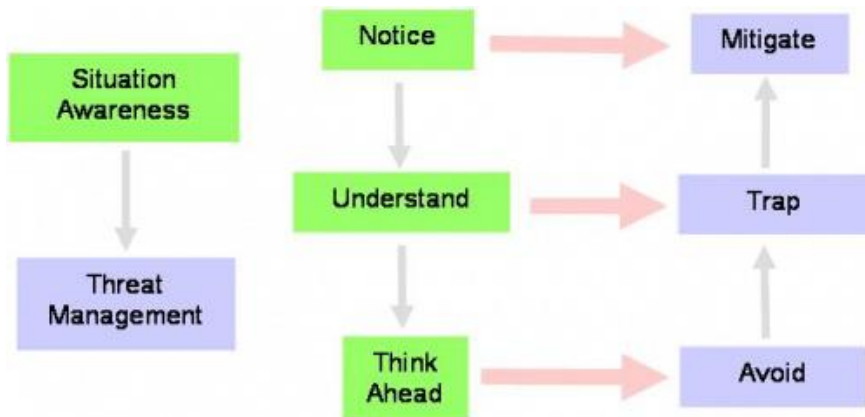 Situation
Awareness
Threat
Management
Notice
Understand
Think
Ahead
Mitigate
Trap
Avoid